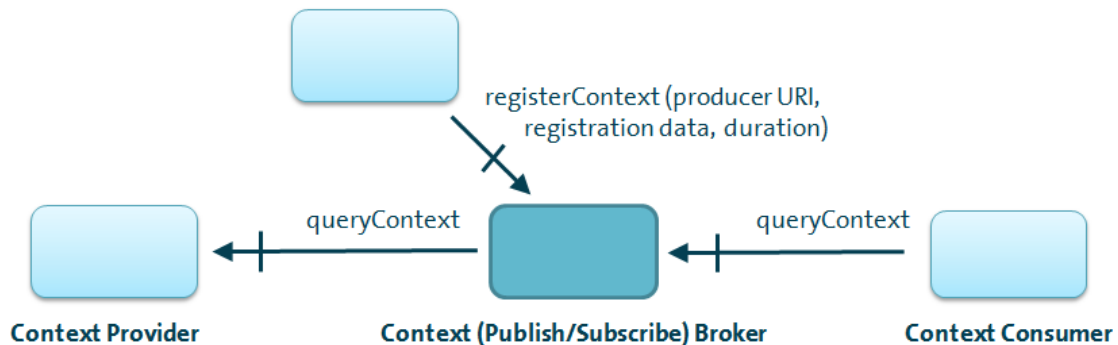 registerContext (producer URI,
registration data, duration)
queryContext
queryContext
Context Provider
Context (Publish/Subscribe) Broker
Context Consumer